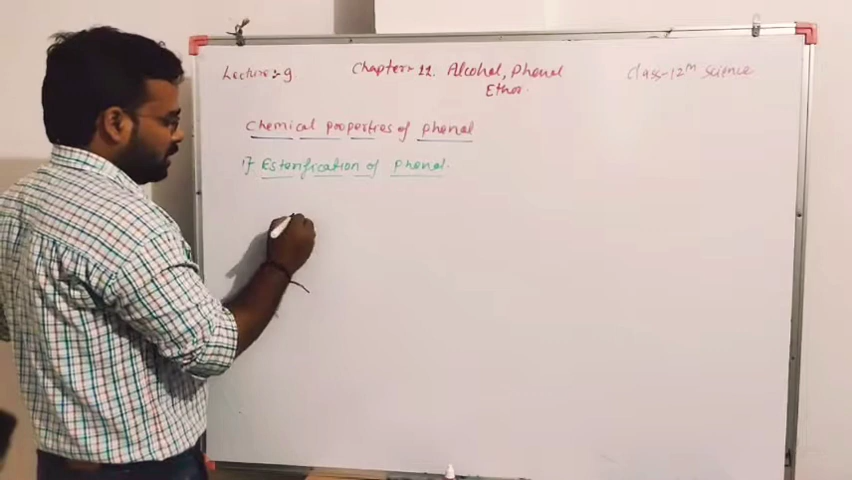 Lecture:-9. Chapter:-11. Alcohol, Phenol Class-12th Science
Ether.
Chemical properties of phenol
1) Esterification of Phenol.